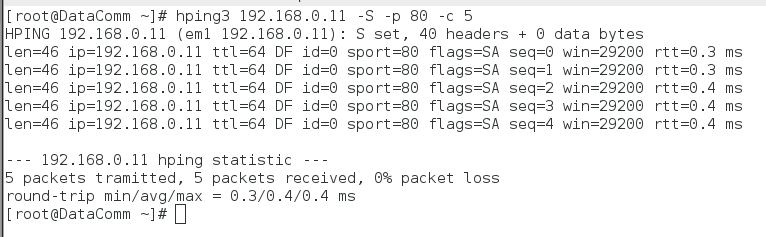 [root@DataComm ~]# hping3 192.168.0.11 -S -p 80 -c 5
HPING 192.168.0.11 (em1 192.168.0.11): S set, 40 headers + 0 data bytes
len=46 ip=192.168.0.11 ttl=64 DF id=0 sport=80 flags=SA seq=0 win=29200 rtt=0.3 ms
len=46 ip=192.168.0.11 ttl=64 DF id=0 sport=80 flags=SA seq=1 win=29200 rtt=0.3 ms
len=46 ip=192.168.0.11 ttl=64 DF id=0 sport=80 flags=SA seq=2 win=29200 rtt=0.4 ms
len=46 ip=192.168.0.11 ttl=64 DF id=0 sport=80 flags=SA seq=3 win=29200 rtt=0.4 ms
len=46 ip=192.168.0.11 ttl=64 DF id=0 sport=80 flags=SA seq=4 win=29200 rtt=0.4 ms
--- 192.168.0.11 hping statistic ---
5 packets tramitted, 5 packets received, 0% packet loss
round-trip min/avg/max = 0.3/0.4/0.4 ms
[root@DataComm ~]#